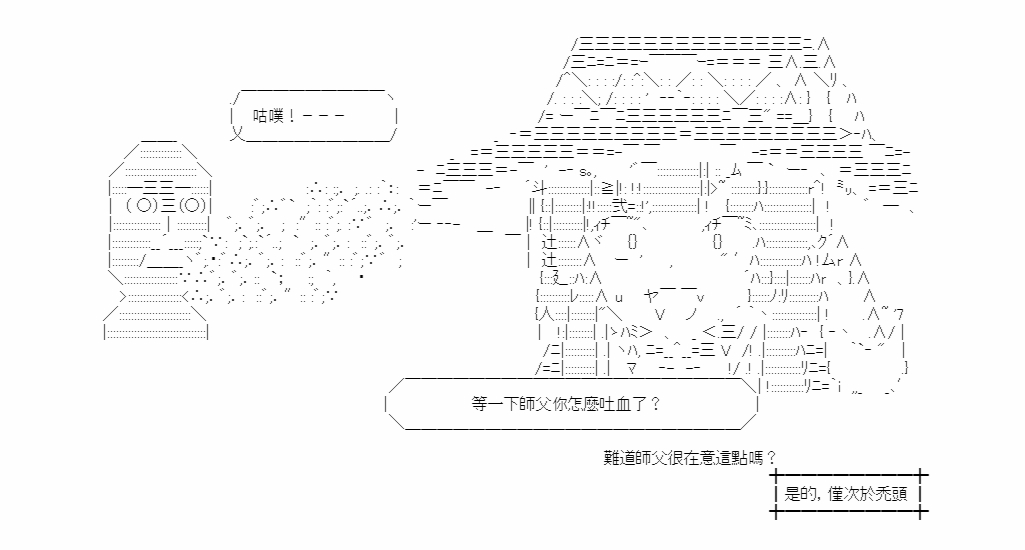 咕噗！－－－
等一下師父你怎麼吐血了？
難道師父很在意這點嗎？
是的，僅次於禿頭